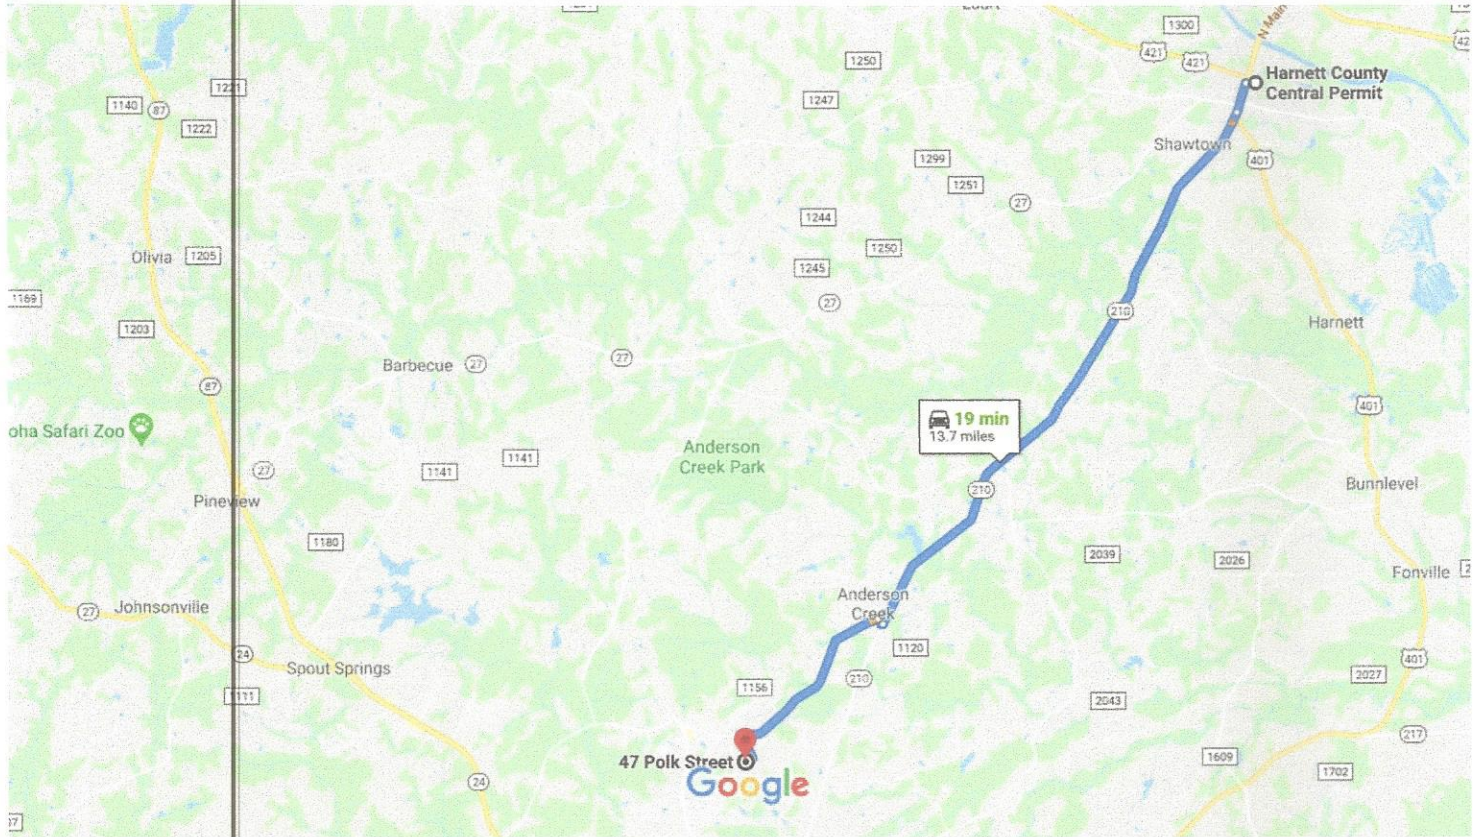 1300
N Main
421
421
Harnett County
Central Permit
1250
1221
1140
87
1247
1222
Shawtown
401
1299
1251
27
1244
1250
Olivia
1205
1245
1169
27
210
1203
Harnett
Barbecue
27
27
87
401
19 min
13.7 miles
oha Safari Zoo
Anderson
Creek Park
1141
1141
27
Bunnlevel
210
Pineview
1180
2039
2026
Fonville
Anderson
Creek
27
Johnsonville
1120
24
401
Spout Springs
210
2027
1156
1111
2043
217
47 Polk Street
1609
1702
24
Google